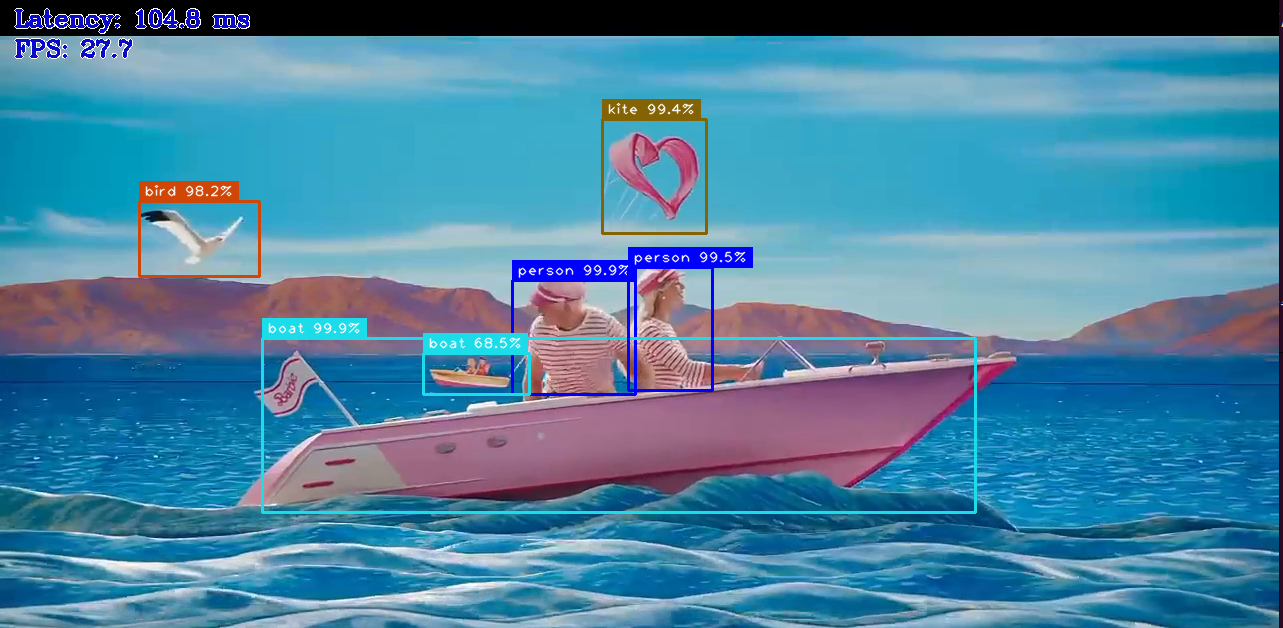 Latency: 104.8 ms
FPS: 27.7
kite 99.4%
bird 98.2%
person 99.5%
person 99.9%
boat 99.9%
boat 68.5%
Barbie